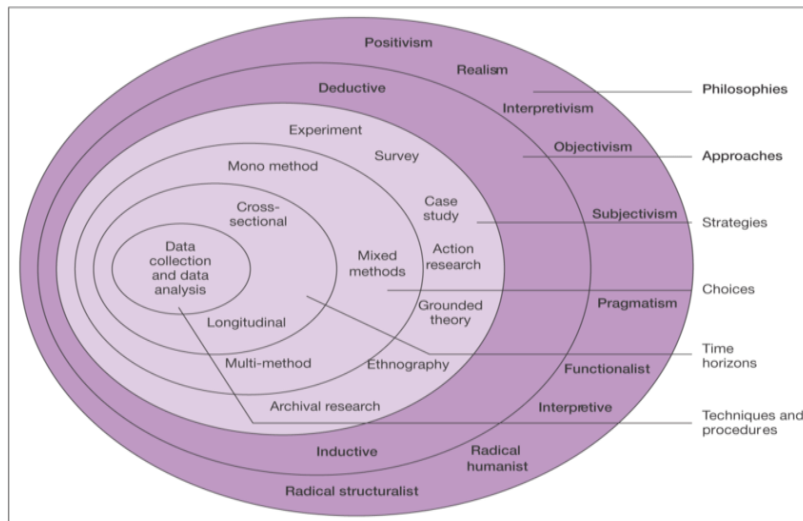 Positivism
Realism
Deductive
Philosophies
Interpretivism
Experiment
Objectivism
Survey
Approaches
Mono method
Case
study
Cross-
sectional
Subjectivism
Strategies
Data
collection
and data
analysis
Mixed
methods
Action
research
Choices
Grounded
theory
Pragmatism
Longitudinal
Time
horizons
Multi-method
Ethnography
Functionalist
Archival research
Interpretive
Techniques and
procedures
Inductive
Radical
humanist
Radical structuralist